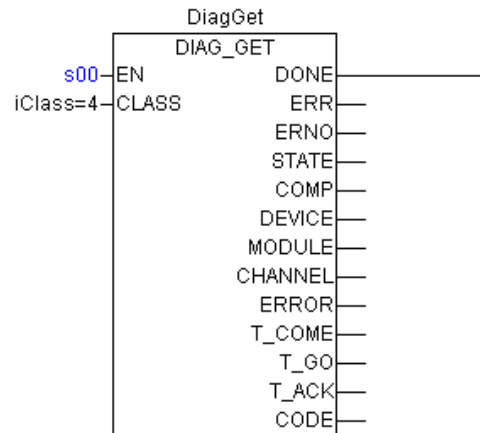 DiagGet
DIAG_GET
s00 EN DONE
iClass=4 CLASS ERR
ERNO
STATE
COMP
DEVICE
MODULE
CHANNEL
ERROR
T_COME
T_GO
T_ACK
CODE